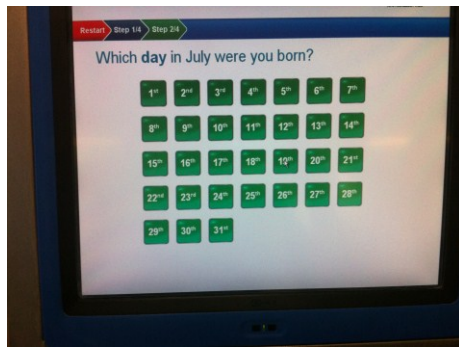 Restart Step 1/4 Step 2/4
Which day in July were you born?
1st 2nd 3rd 4th 5th 6th 7th
8th 9th 10th 11th 12th 13th 14th
15th 16th 17th 18th 19th 20th 21st
22nd 23rd 24th 25th 26th 27th 28th
29th 30th 31st